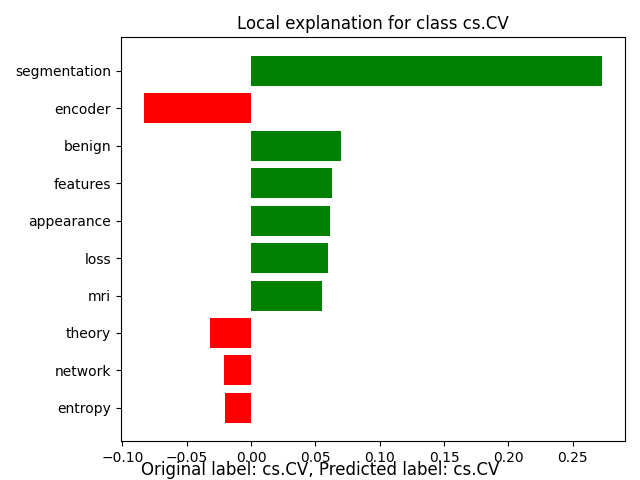 Local explanation for class cs.CV
segmentation
encoder
benign
features
appearance
loss
mri
theory
network
entropy
−0.10 −0.05 0.00 0.05 0.10 0.15 0.20 0.25
Original label: cs.CV, Predicted label: cs.CV